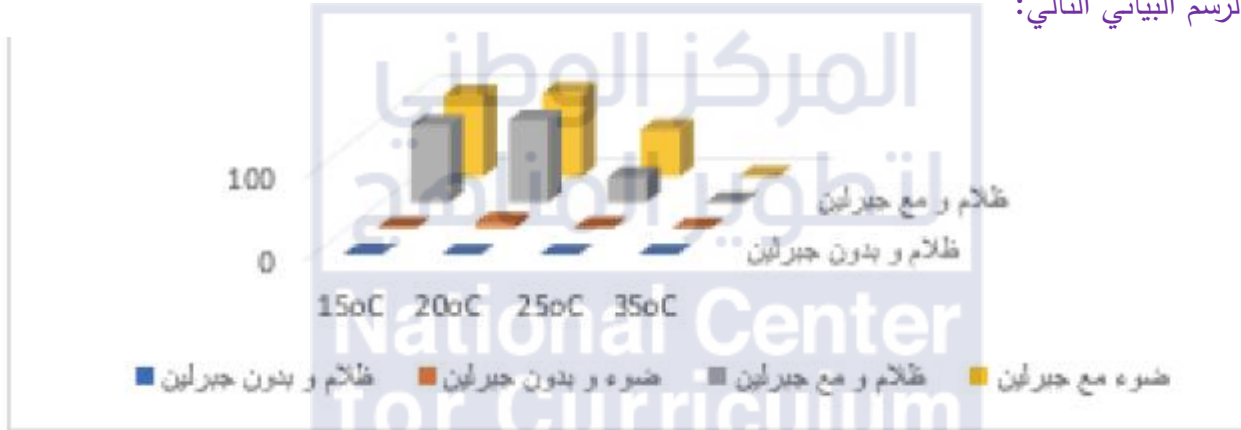 لرسم البياني التالي:
المركز الوطني
لتطوير المناهج
National Center
for Curriculum
100
0
ظلام و مع جبرلين
ظلام و بدون جبرلين
15oC 20oC 25oC 35oC
ظلام و بدون جبرلين ضوء و بدون جبرلين ظلام و مع جبرلين ضوء مع جبرلين